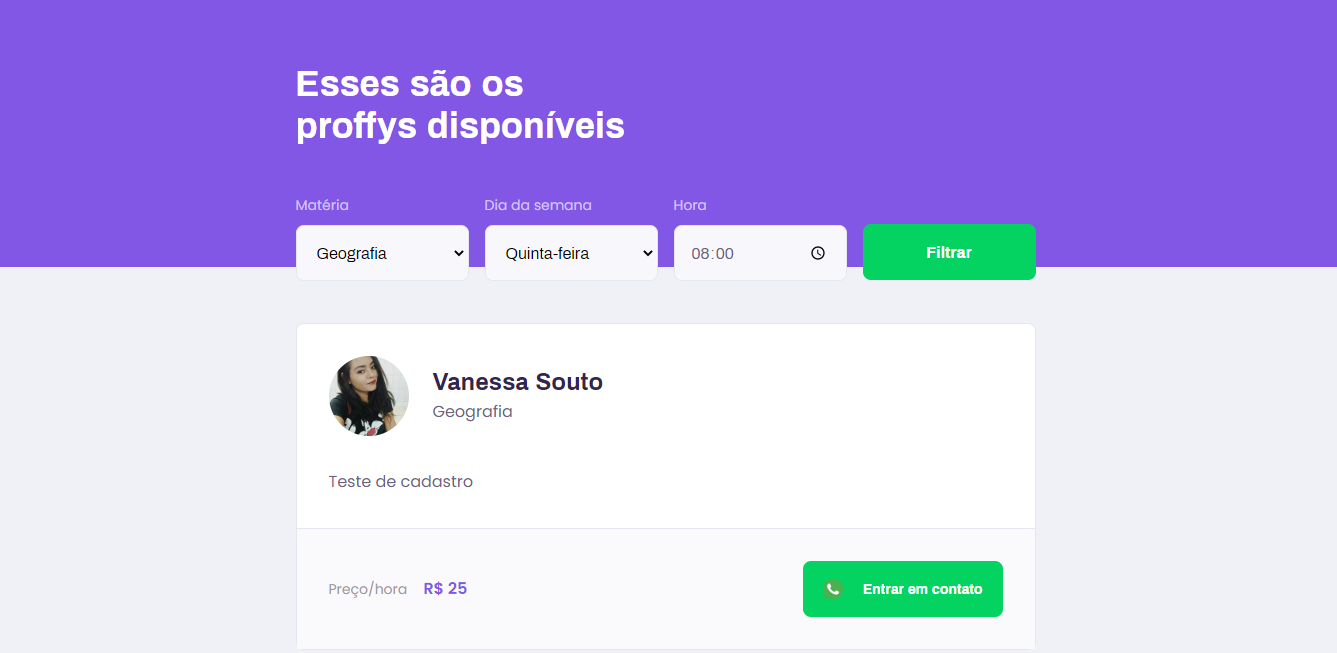 Esses são os
proffys disponíveis
Matéria Dia da semana Hora
Geografia Quinta-feira 08:00 Filtrar
Vanessa Souto
Geografia
Teste de cadastro
Preço/hora R$ 25 Entrar em contato